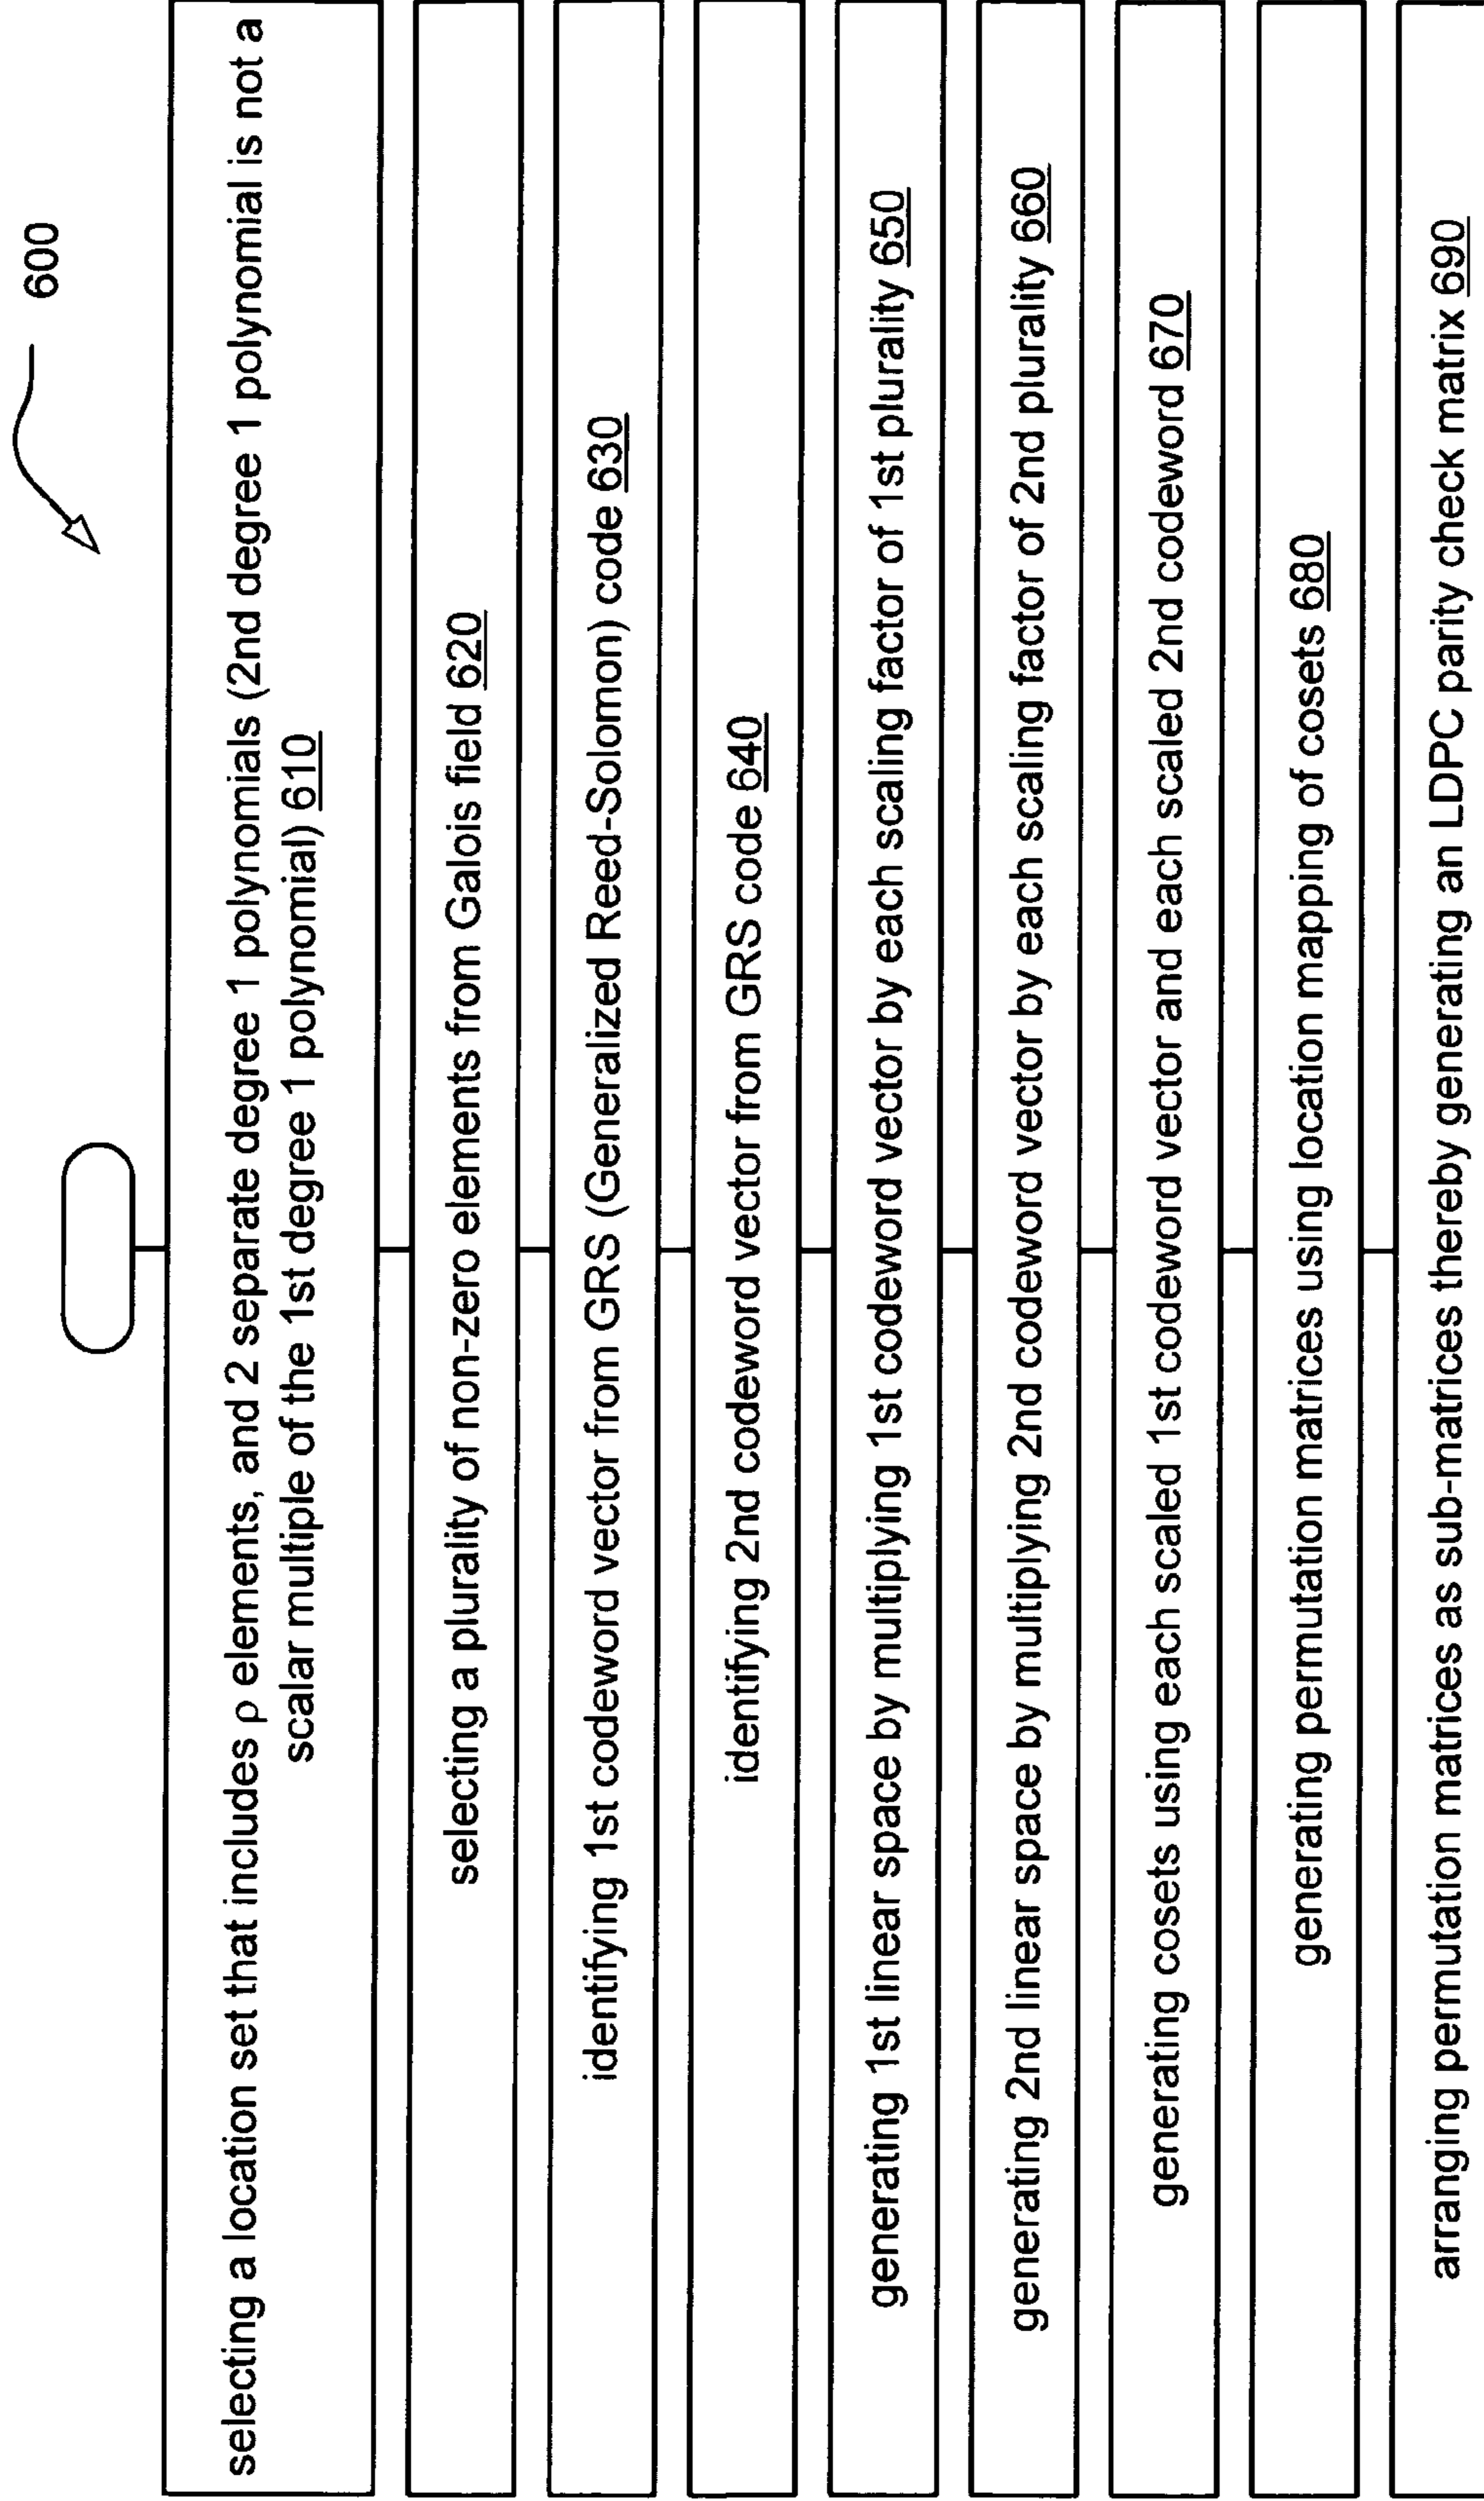 600
selecting a location set that includes ρ elements, and 2 separate degree 1 polynomials (2nd degree 1 polynomial is not a
scalar multiple of the 1st degree 1 polynomial) 610
selecting a plurality of non-zero elements from Galois field 620
identifying 1st codeword vector from GRS (Generalized Reed-Solomon) code 630
identifying 2nd codeword vector from GRS code 640
generating 1st linear space by multiplying 1st codeword vector by each scaling factor of 1st plurality 650
generating 2nd linear space by multiplying 2nd codeword vector by each scaling factor of 2nd plurality 660
generating cosets using each scaled 1st codeword vector and each scaled 2nd codeword 670
generating permutation matrices using location mapping of cosets 680
arranging permutation matrices as sub-matrices thereby generating an LDPC parity check matrix 690